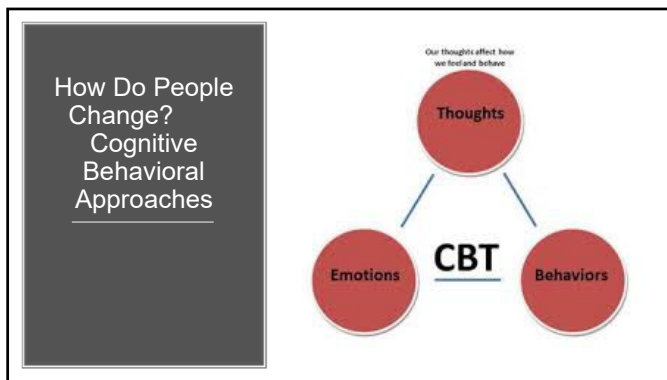 How Do People
Change?
Cognitive
Behavioral
Approaches
Our thoughts affect how
we feel and behave
Thoughts
Emotions
CBT
Behaviors